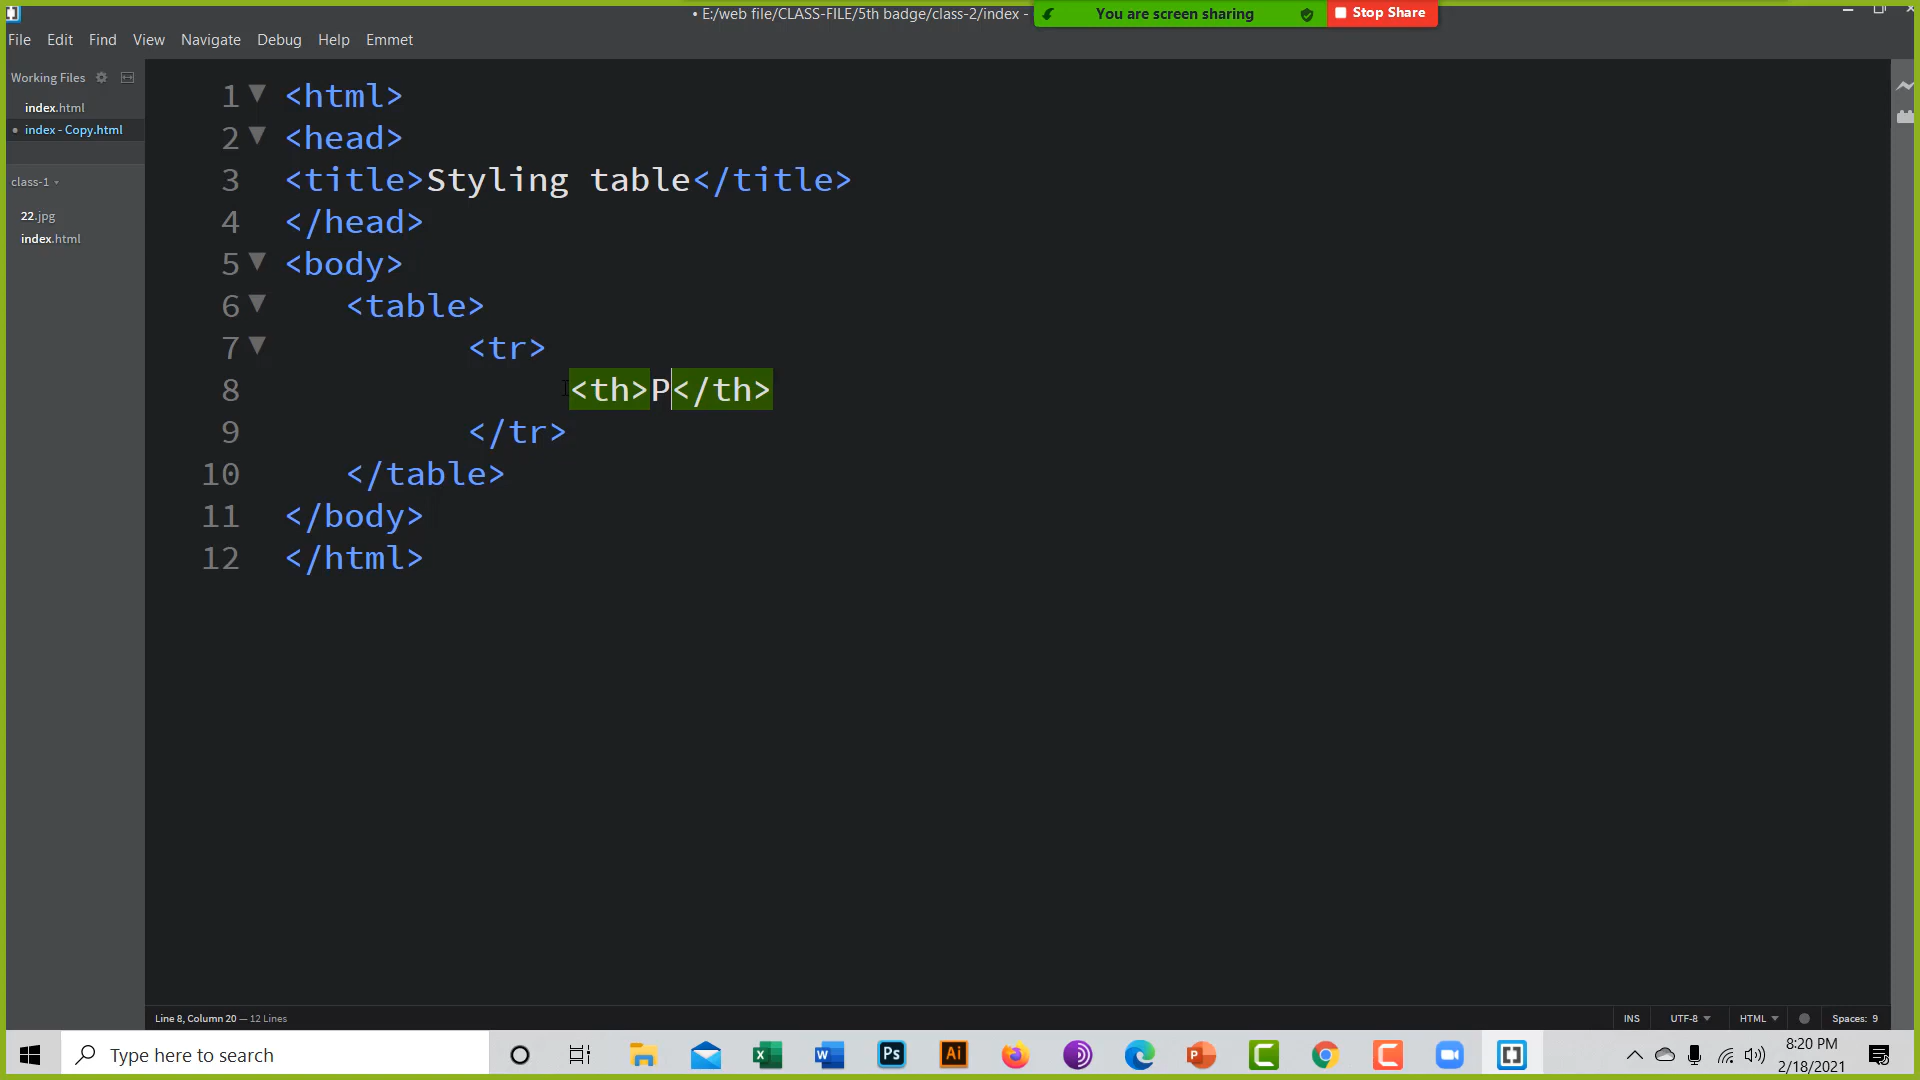 • E:/web file/CLASS-FILE/5th badge/class-2/index -
You are screen sharing
Stop Share
File Edit Find View Navigate Debug Help Emmet
Working Files
index.html
• index - Copy.html
class-1
22.jpg
index.html
1 <html>
2 <head>
3 <title>Styling table</title>
4 </head>
5 <body>
6 <table>
7 <tr>
8 <th>P</th>
9 </tr>
10 </table>
11 </body>
12 </html>
Line 8, Column 20 — 12 Lines
INS UTF-8 HTML Spaces: 9
Type here to search
Ps
Ai
8:20 PM
2/18/2021